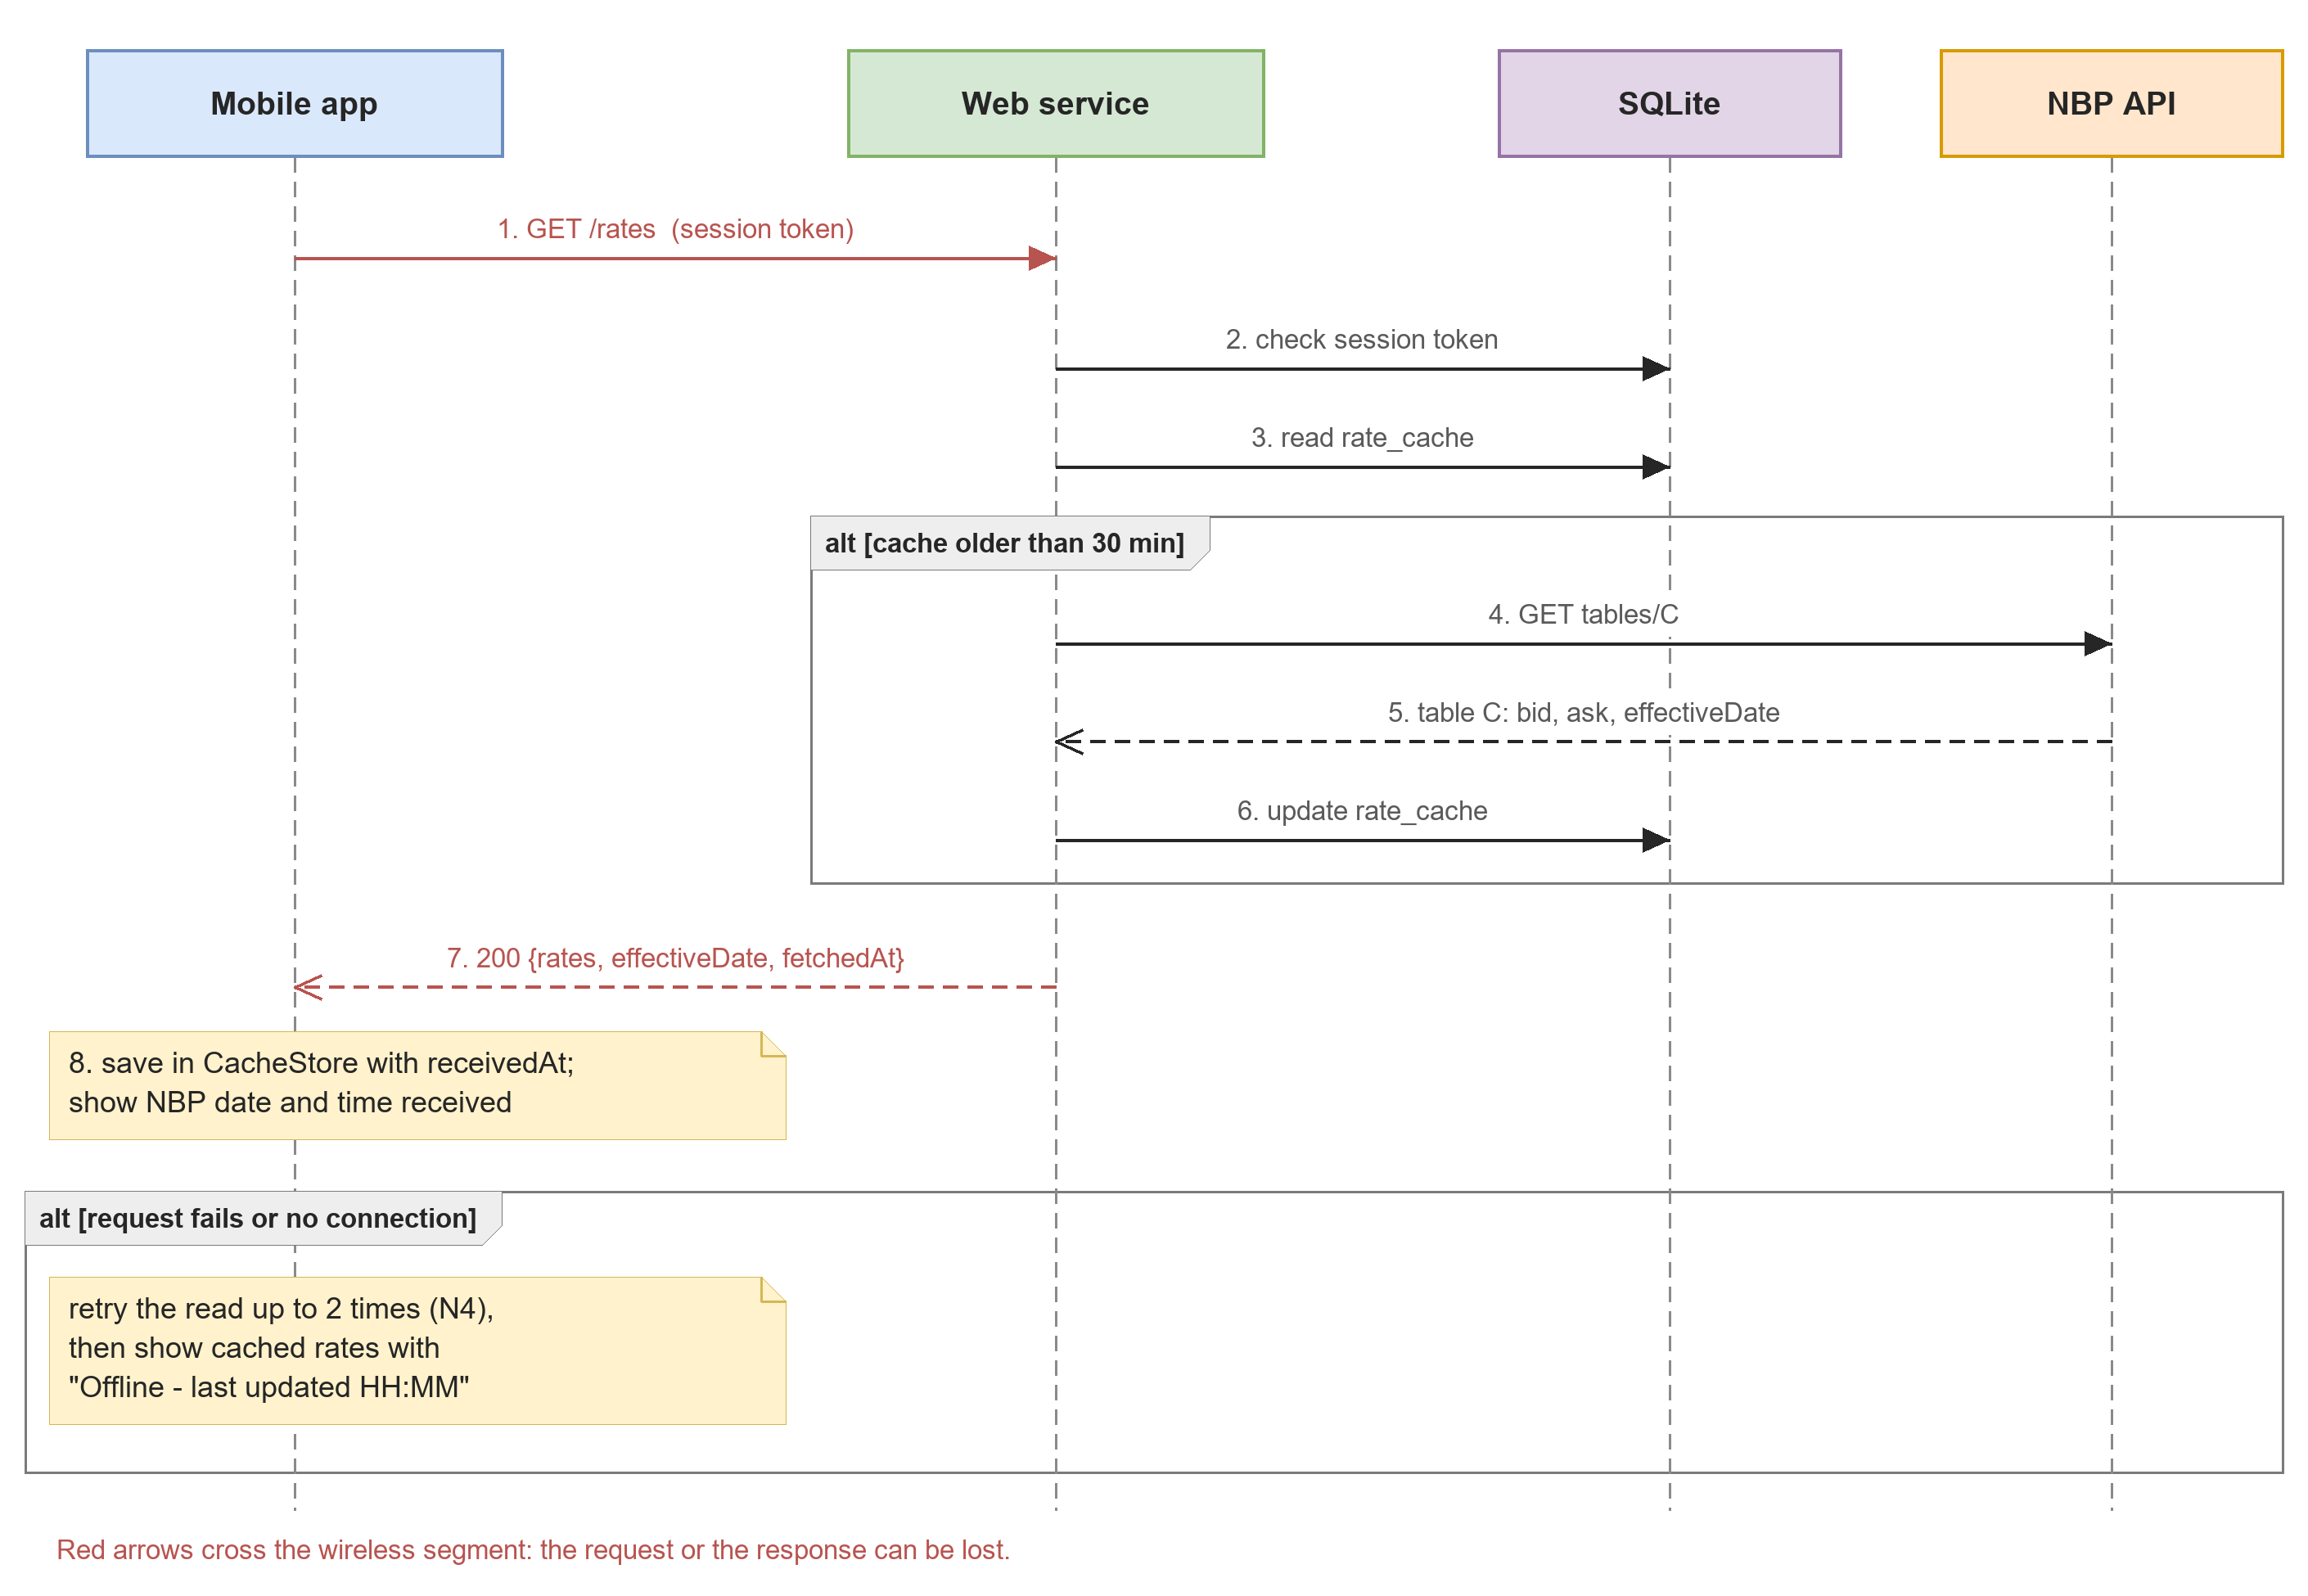 Mobile app
Web service
SQLite
NBP API
1. GET /rates  (session token)
2. check session token
3. read rate_cache
alt [cache older than 30 min]
4. GET tables/C
5. table C: bid, ask, effectiveDate
6. update rate_cache
7. 200 {rates, effectiveDate, fetchedAt}
8. save in CacheStore with receivedAt;
show NBP date and time received
alt [request fails or no connection]
retry the read up to 2 times (N4),
then show cached rates with
"Offline - last updated HH:MM"
Red arrows cross the wireless segment: the request or the response can be lost.